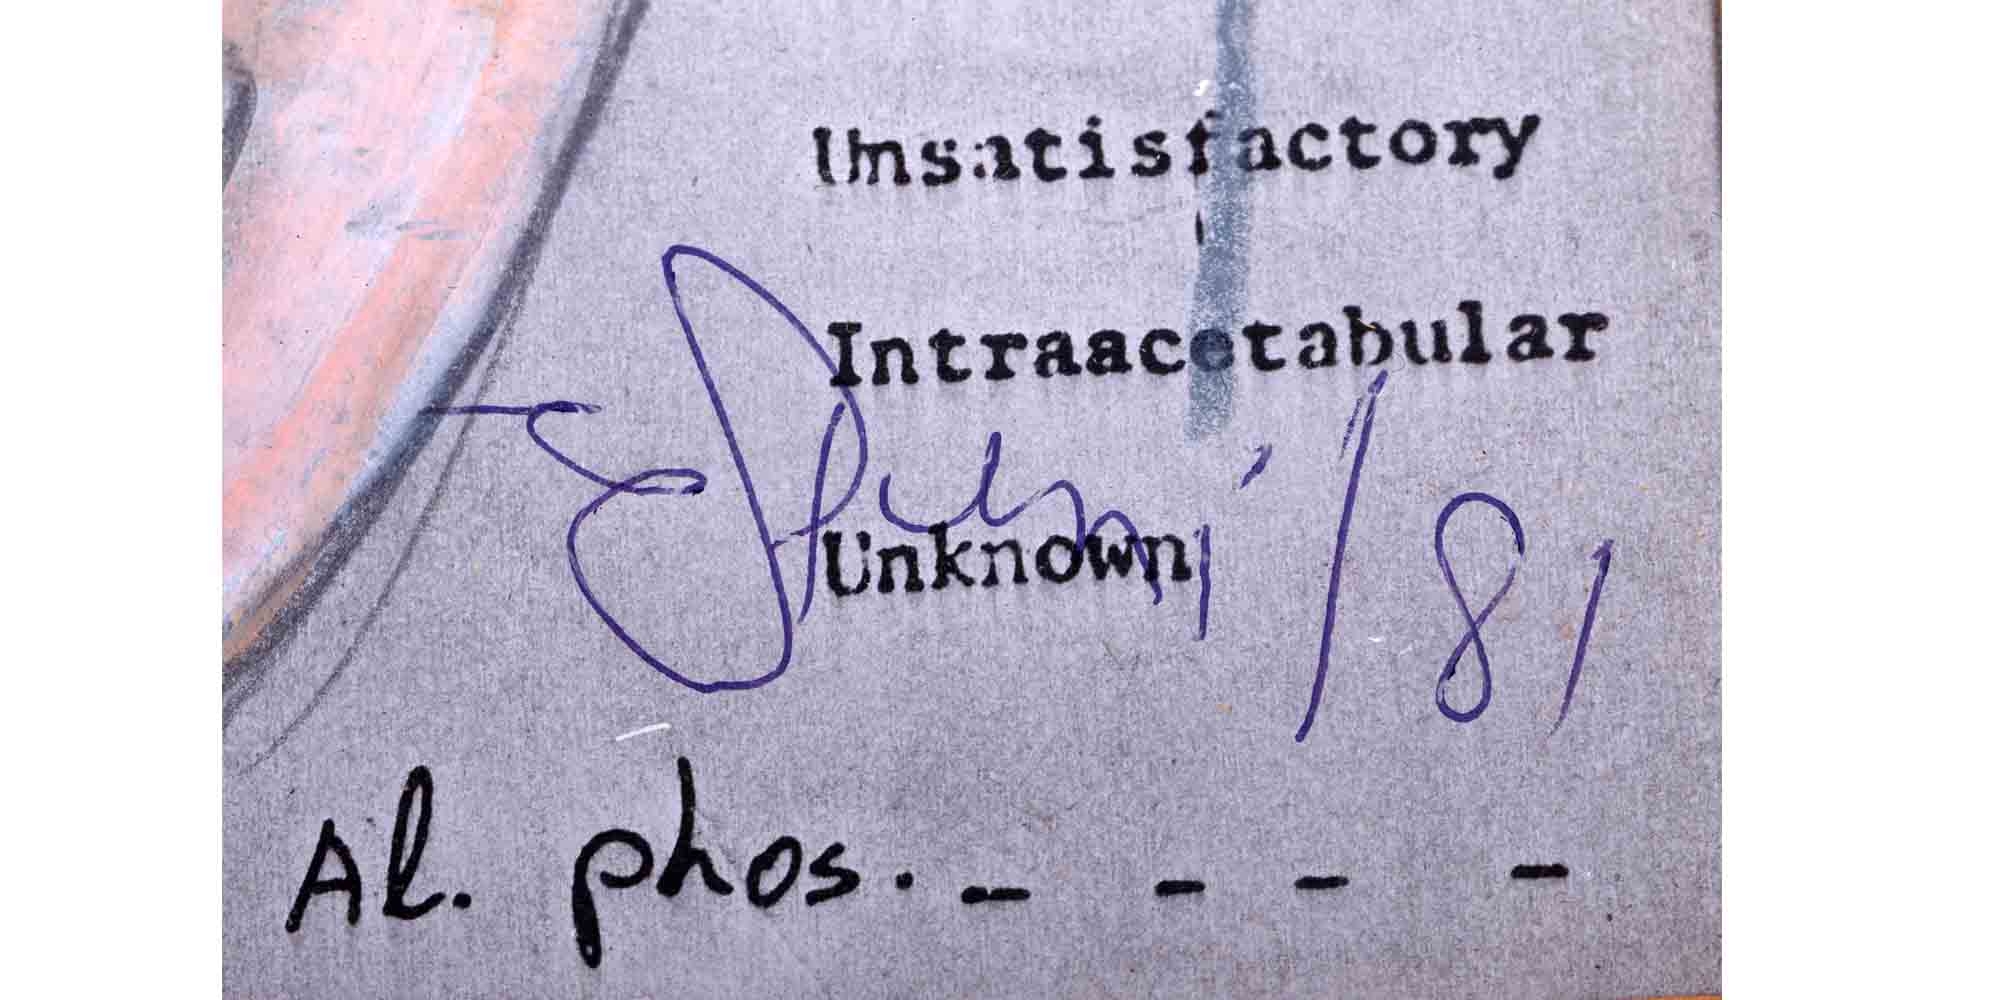 Unsatisfactory
Intraacetabular
Unknown
/81
Al. phos. - - - -